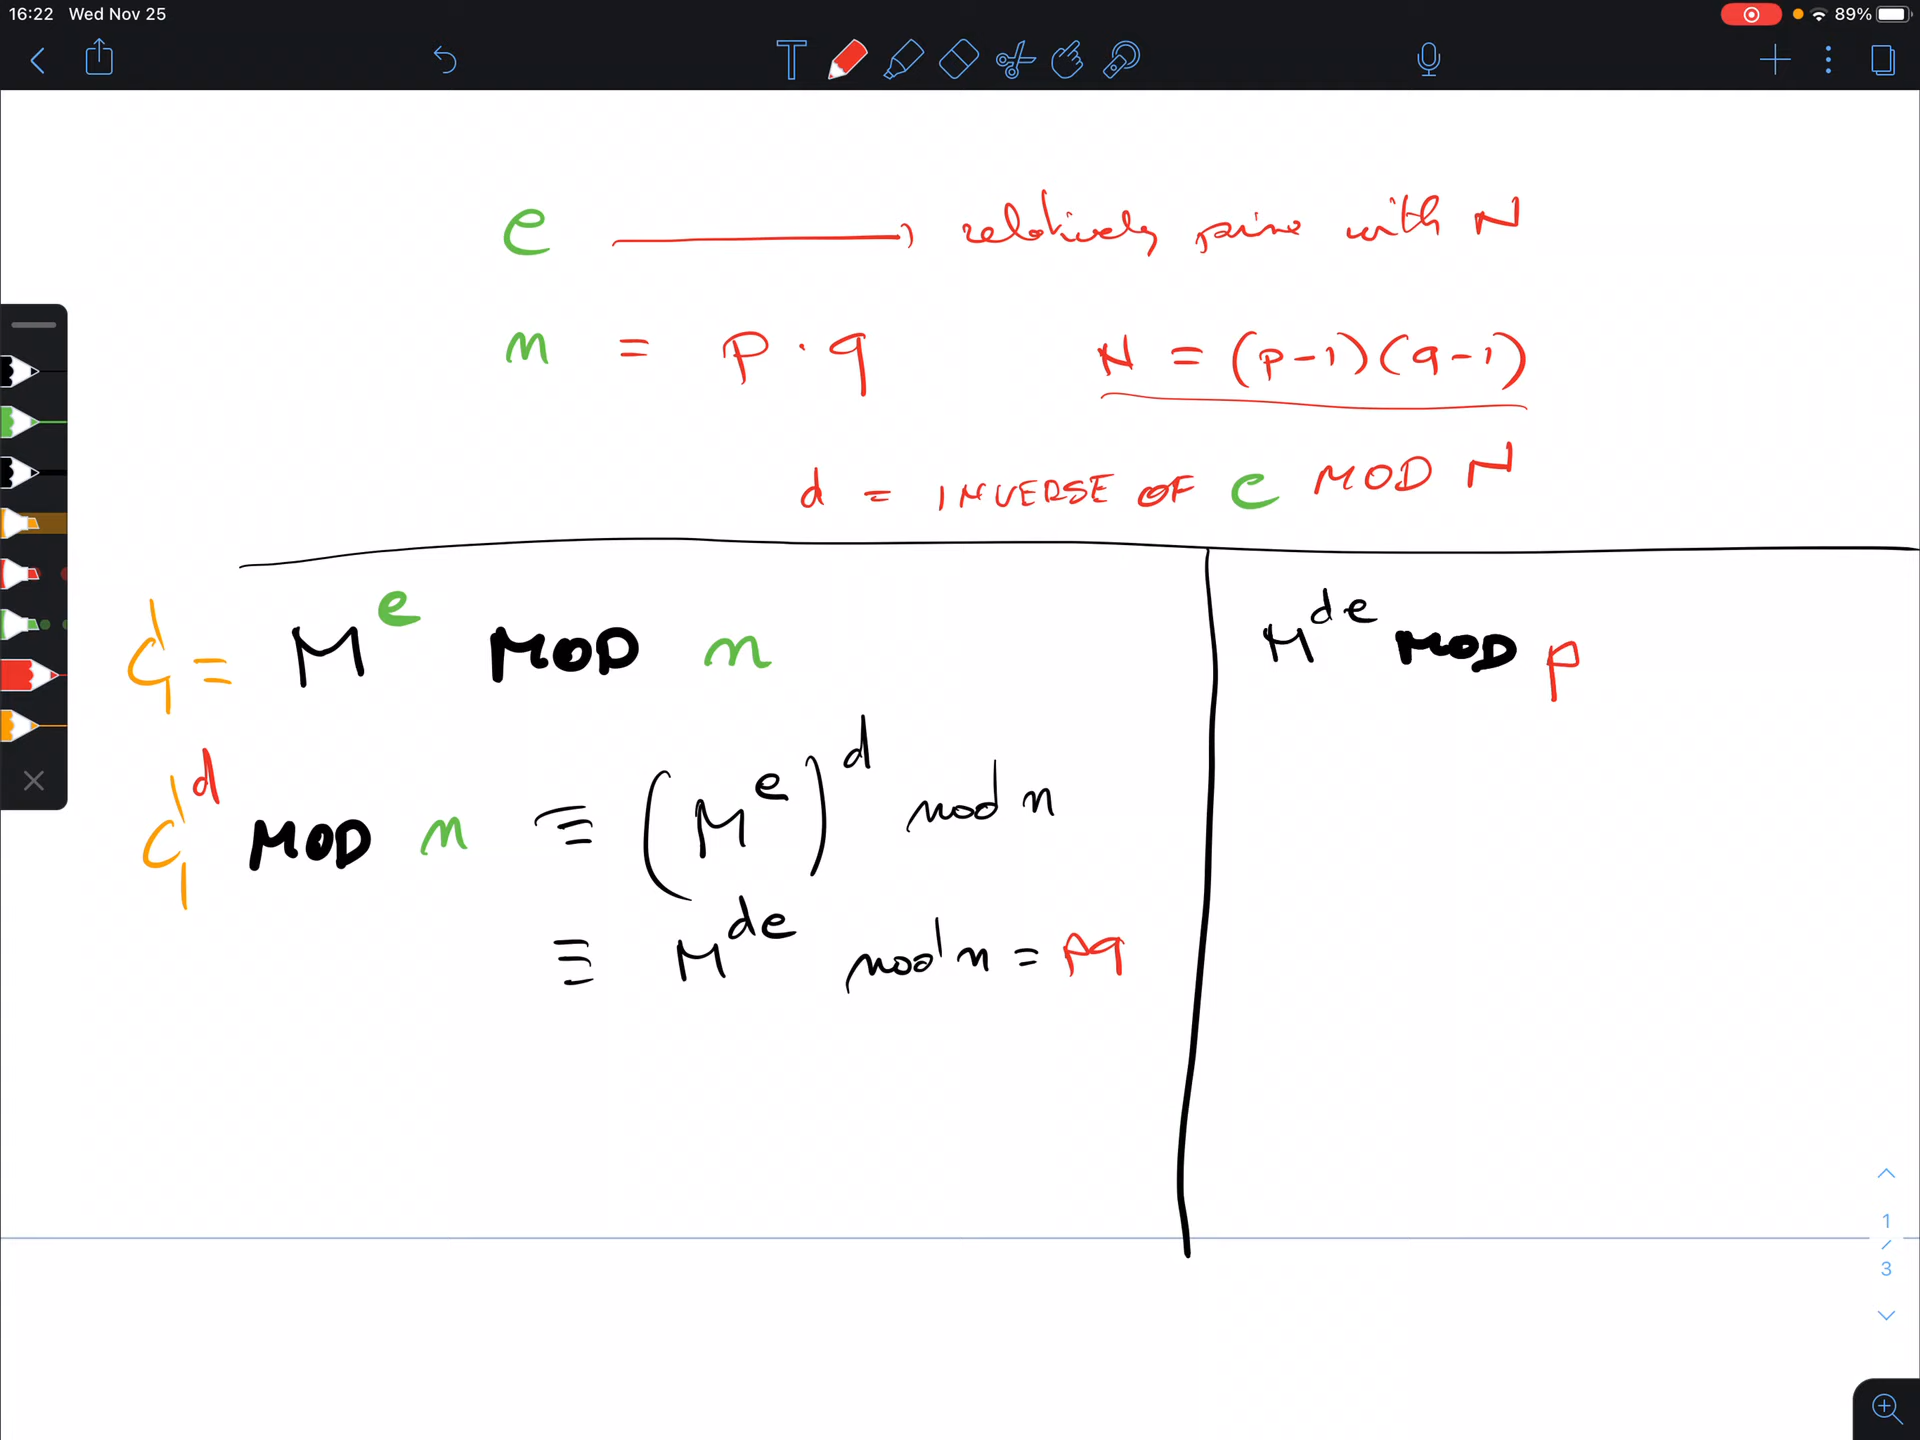 16:22 Wed Nov 25
89%
T
e → relatively prime with N
n = p · q
N = (p-1)(q-1)
d = INVERSE OF e MOD N
C = M^e MOD n
C^d MOD n ≡ (M^e)^d mod n
≡ M^de mod n = M
M^de MOD p
1 / 3